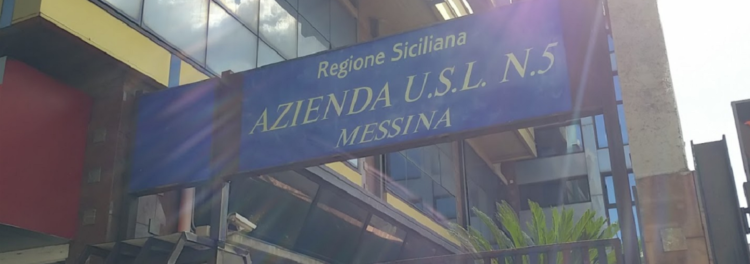 Regione Siciliana
AZIENDA U.S.L. N.5
MESSINA